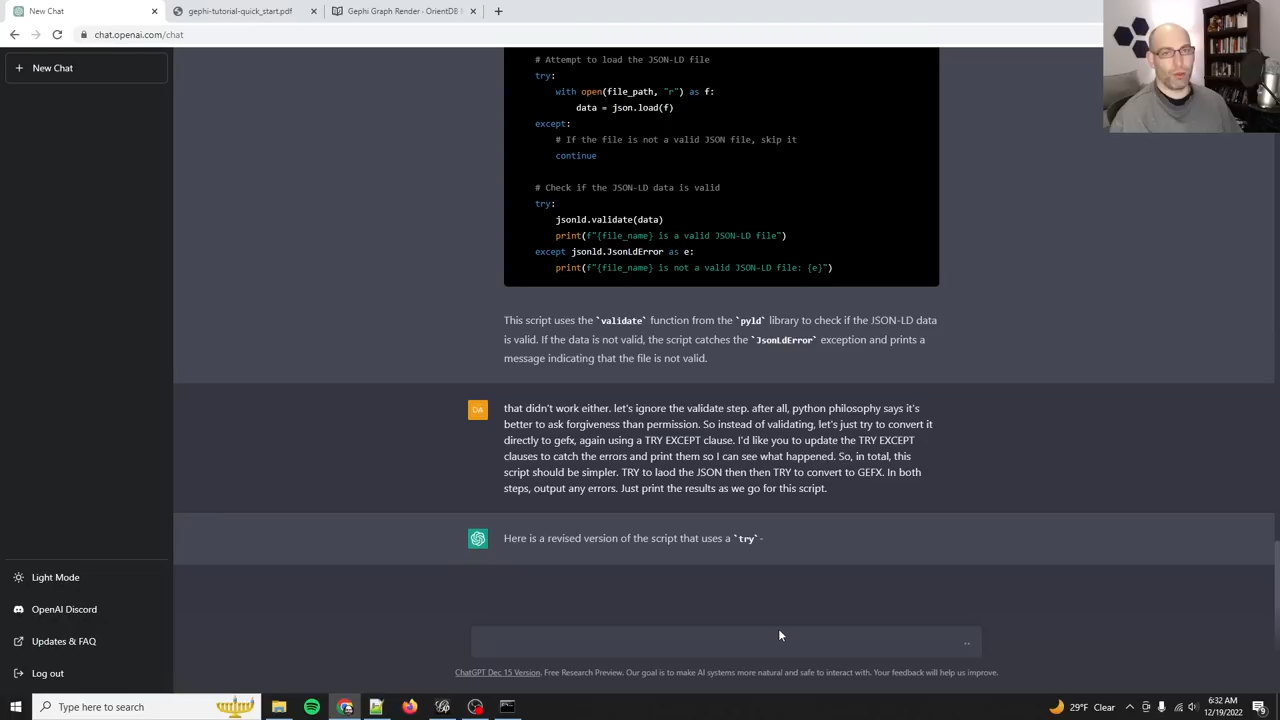 New Chat
gephi-tutorial-quick_start.pdf
Gephi Graph Render - OrientDB
chat.openai.com/chat
New Chat
# Attempt to load the JSON-LD file
try:
with open(file_path, "r") as f:
data = json.load(f)
except:
# If the file is not a valid JSON file, skip it
continue
# Check if the JSON-LD data is valid
try:
jsonld.validate(data)
print(f"{file_name} is a valid JSON-LD file")
except jsonld.JsonLdError as e:
print(f"{file_name} is not a valid JSON-LD file: {e}")
This script uses the `validate` function from the `pyld` library to check if the JSON-LD data
is valid. If the data is not valid, the script catches the `JsonLdError` exception and prints a
message indicating that the file is not valid.
DA
that didn't work either. let's ignore the validate step. after all, python philosophy says it's
better to ask forgiveness than permission. So instead of validating, let's just try to convert it
directly to gefx, again using a TRY EXCEPT clause. I'd like you to update the TRY EXCEPT
clauses to catch the errors and print them so I can see what happened. So, in total, this
script should be simpler. TRY to laod the JSON then then TRY to convert to GEFX. In both
steps, output any errors. Just print the results as we go for this script.
Here is a revised version of the script that uses a `try`-
Light Mode
OpenAI Discord
Updates & FAQ
Log out
ChatGPT Dec 15 Version. Free Research Preview. Our goal is to make AI systems more natural and safe to interact with. Your feedback will help us improve.
Type here to search
29°F Clear
6:32 AM
12/19/2022